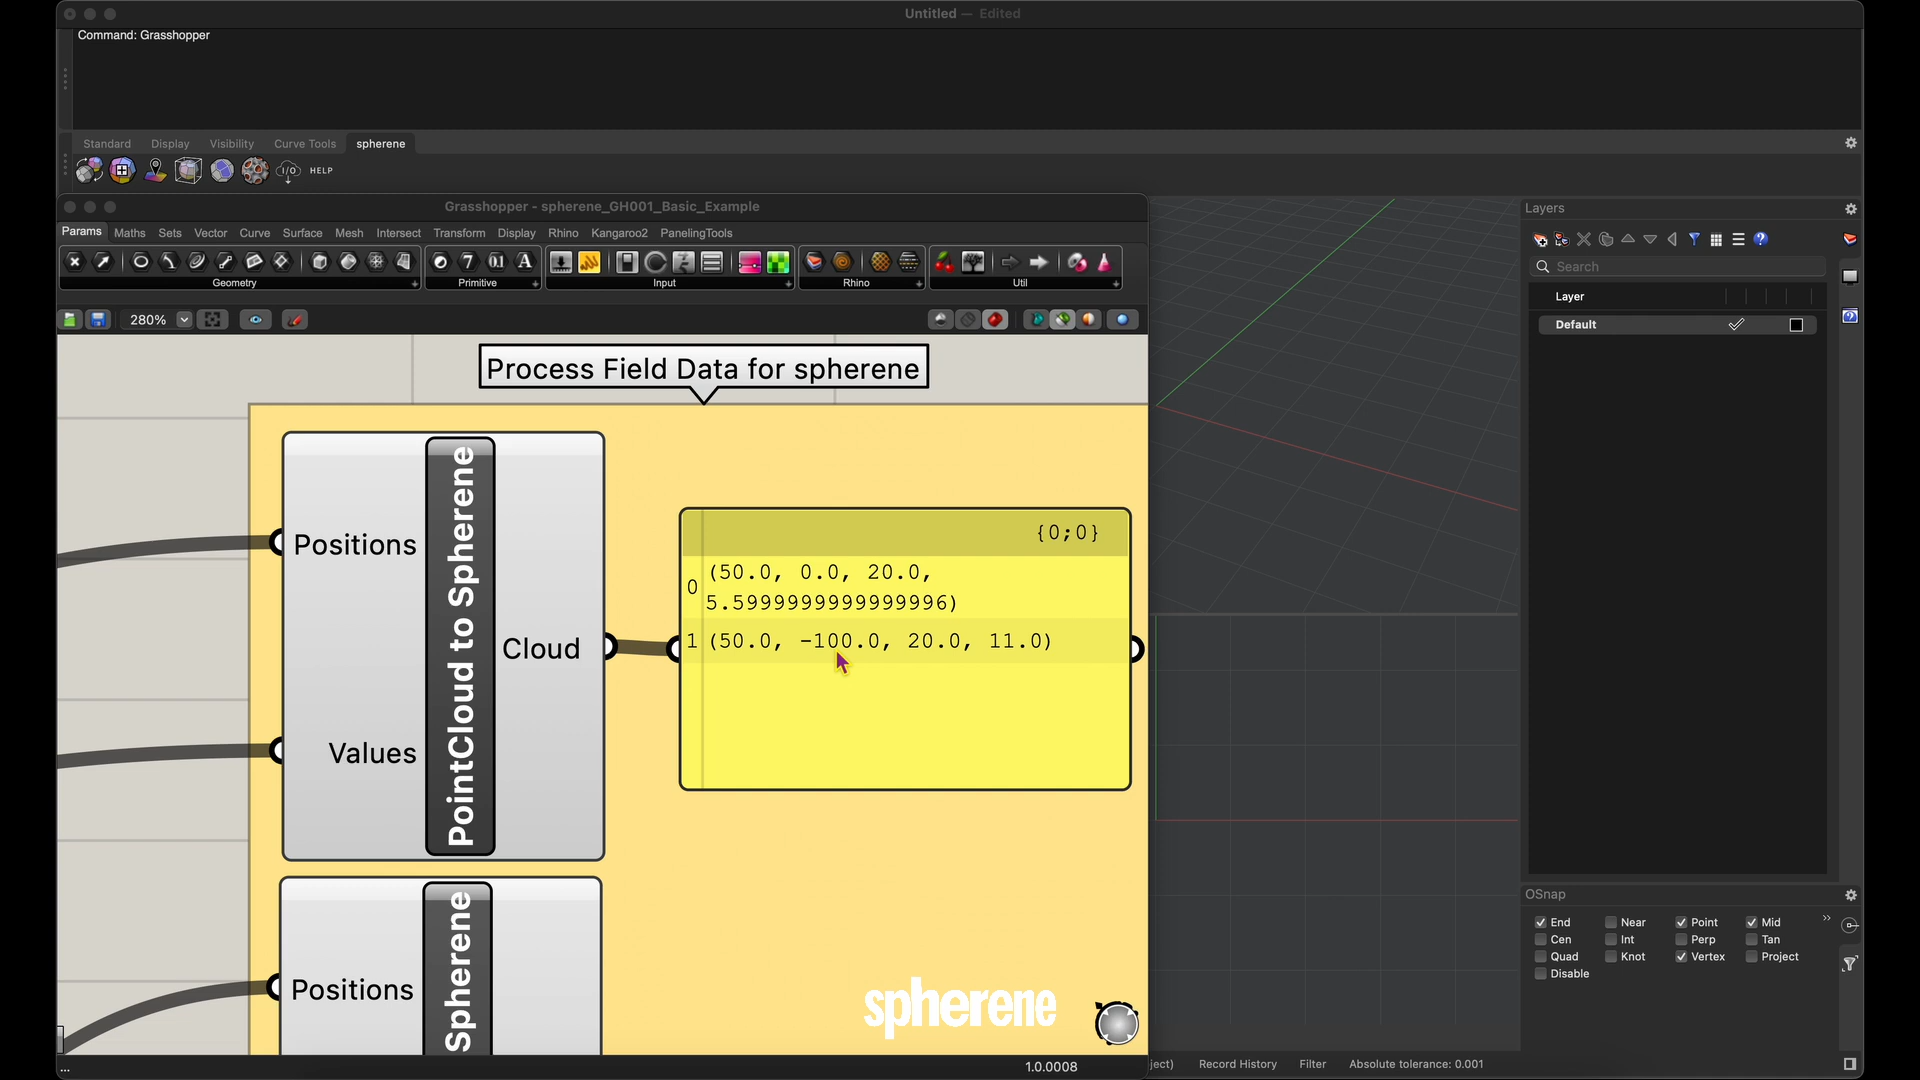 Untitled — Edited
Command: Grasshopper
Standard Display Visibility Curve Tools spherene
I/O HELP
Grasshopper - spherene_GH001_Basic_Example
Params Maths Sets Vector Curve Surface Mesh Intersect Transform Display Rhino Kangaroo2 PanelingTools
Geometry Primitive Input Rhino Util
280%
Process Field Data for spherene
Positions
Values
PointCloud to Spherene
Cloud
{0;0}
0 (50.0, 0.0, 20.0,
5.5999999999999996)
1 (50.0, -100.0, 20.0, 11.0)
Positions
Spherene
spherene
...
1.0.0008
Layers
Search
Layer
Default
OSnap
End Near Point Mid
Cen Int Perp Tan
Quad Knot Vertex Project
Disable
ject) Record History Filter Absolute tolerance: 0.001